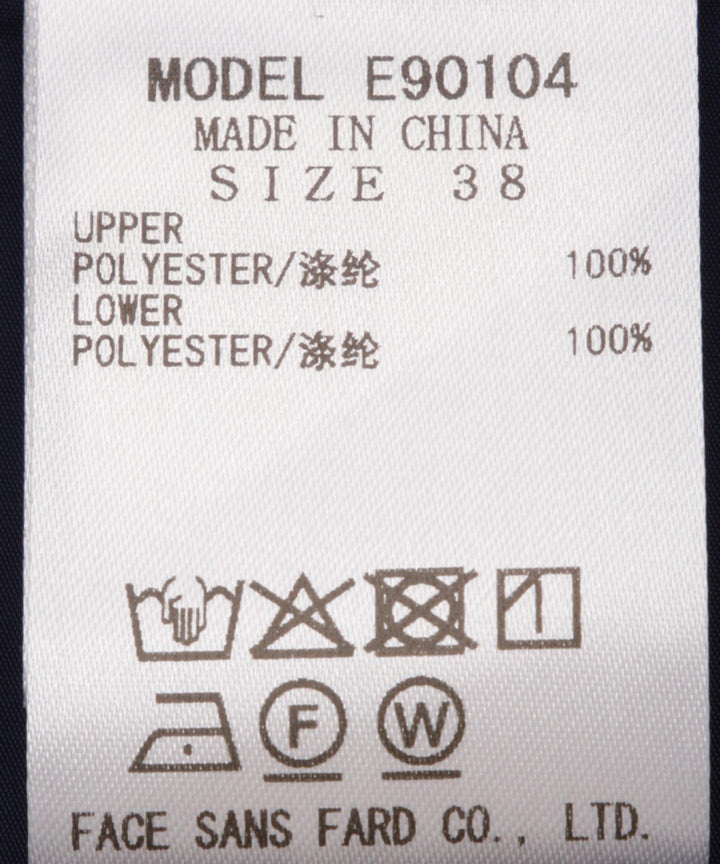 MODEL E90104
MADE IN CHINA
SIZE 38
UPPER
POLYESTER/涤纶 100%
LOWER
POLYESTER/涤纶 100%
F W
FACE SANS FARD CO., LTD.